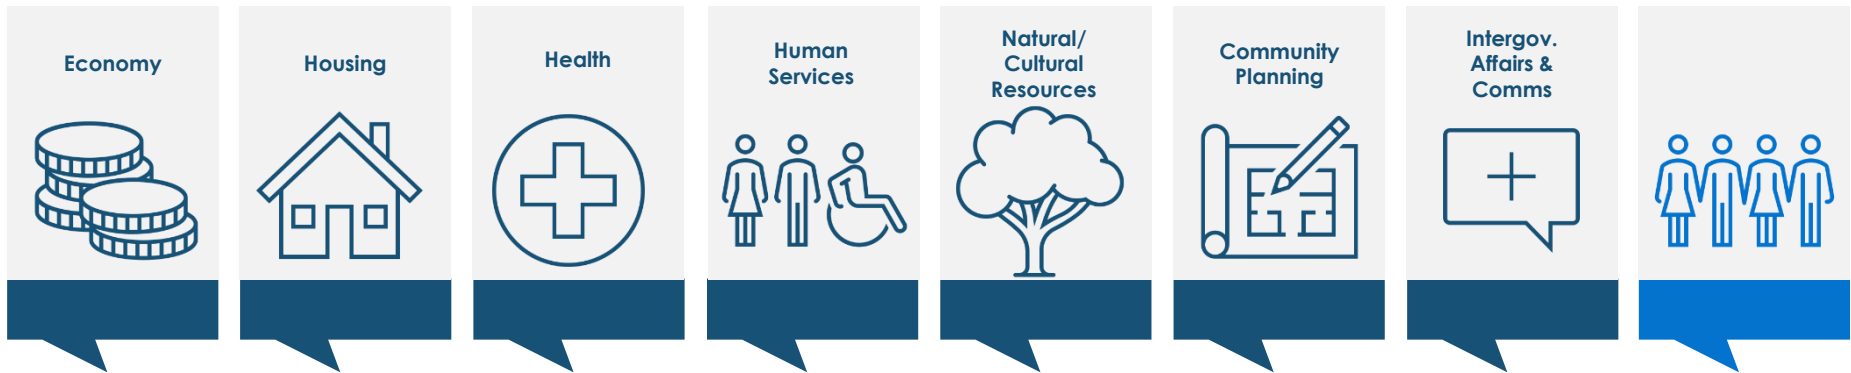 Economy
Housing
Health
Human
Services
Natural/
Cultural
Resources
Community
Planning
Intergov.
Affairs &
Comms